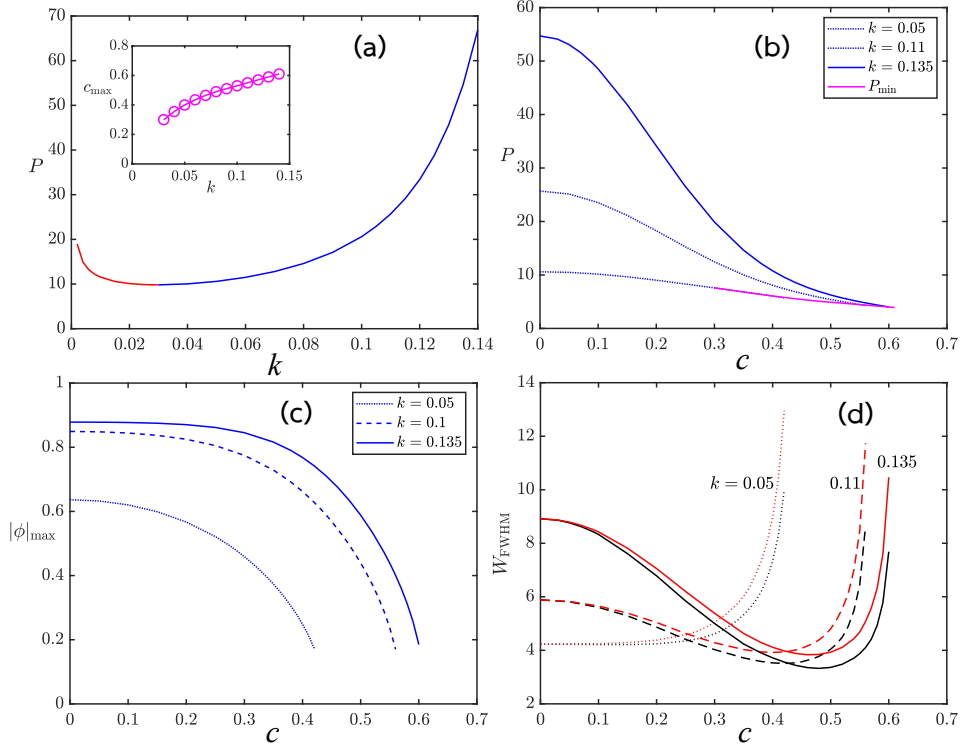 (a)
70
60
50
40
30
20
10
0
P
0 0.02 0.04 0.06 0.08 0.1 0.12 0.14
k
0.8
0.6
0.4
0.2
0
c_max
0.05 0.1 0.15
k
(b)
k = 0.05
k = 0.11
k = 0.135
P_min
60
50
40
30
20
10
0
P
0 0.1 0.2 0.3 0.4 0.5 0.6 0.7
c
(c)
k = 0.05
k = 0.1
k = 0.135
1
0.8
0.6
0.4
0.2
0
|ϕ|_max
0 0.1 0.2 0.3 0.4 0.5 0.6 0.7
c
(d)
16
14
12
10
8
6
4
2
W_FWHM
k = 0.05
0.11
0.135
0 0.1 0.2 0.3 0.4 0.5 0.6 0.7
c